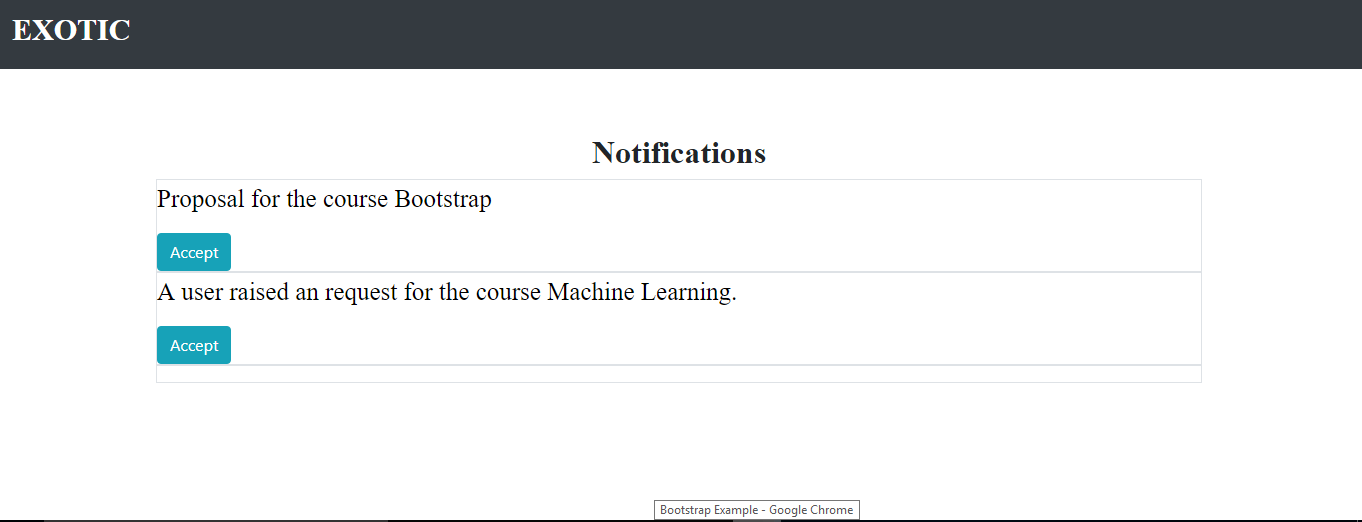 EXOTIC
Notifications
Proposal for the course Bootstrap
Accept
A user raised an request for the course Machine Learning.
Accept
Bootstrap Example - Google Chrome